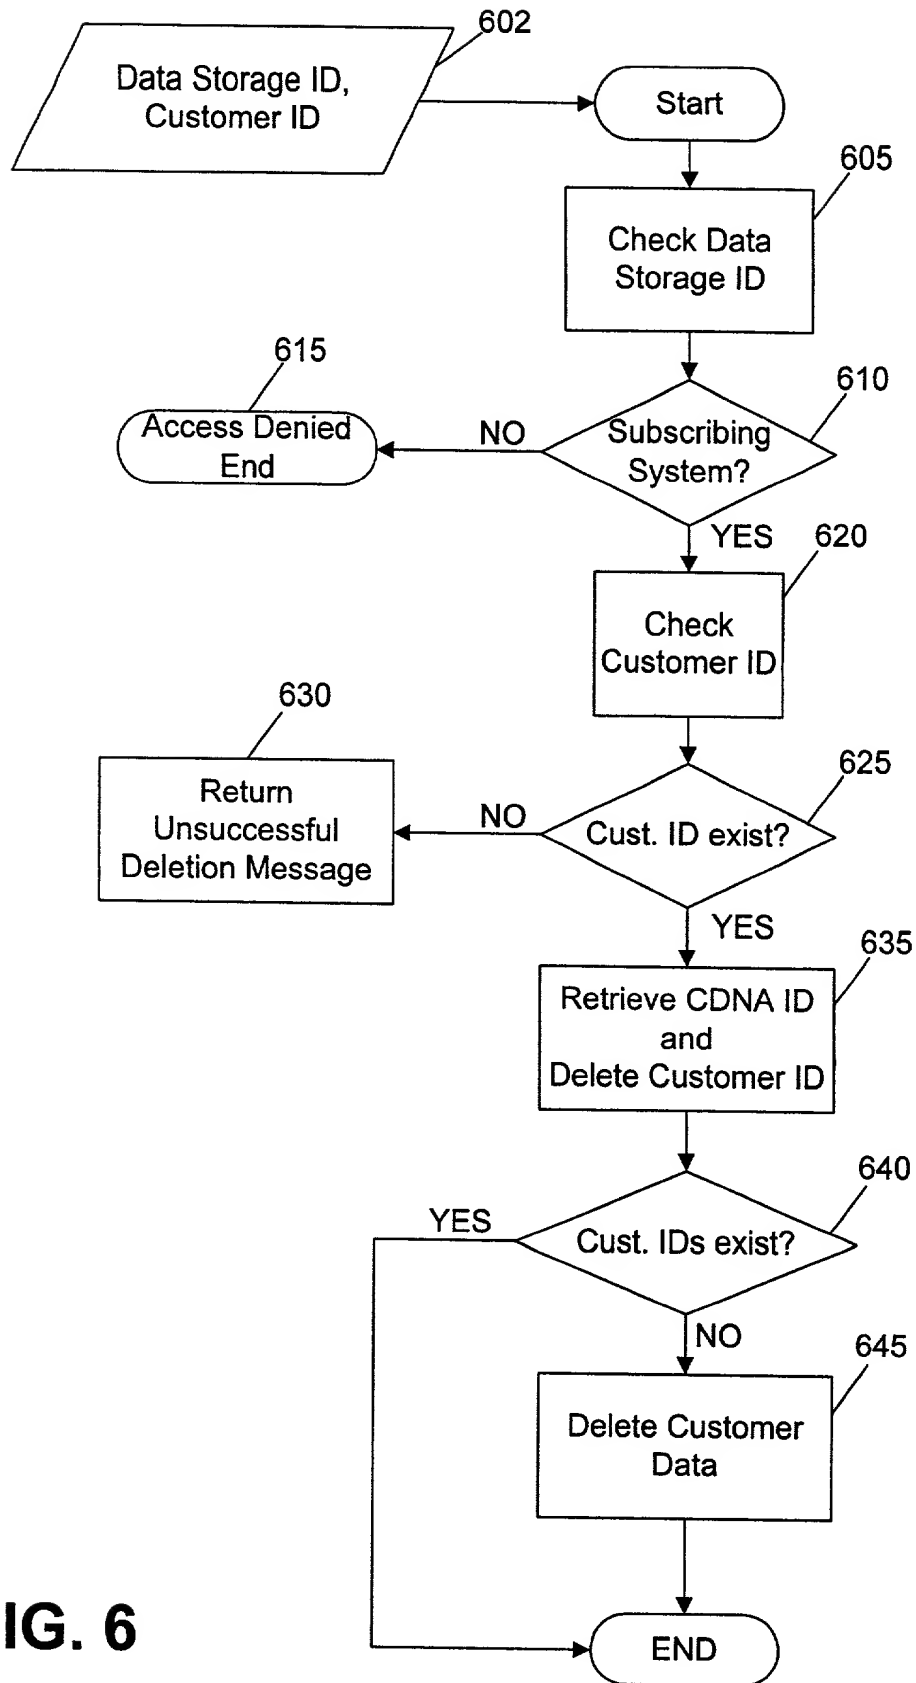 602
Data Storage ID,
Customer ID
Start
605
Check Data
Storage ID
615
610
Access Denied
End
NO
Subscribing
System?
YES
620
Check
Customer ID
630
625
Return
Unsuccessful
Deletion Message
NO
Cust. ID exist?
YES
635
Retrieve CDNA ID
and
Delete Customer ID
640
YES
Cust. IDs exist?
NO
645
Delete Customer
Data
IG. 6
END